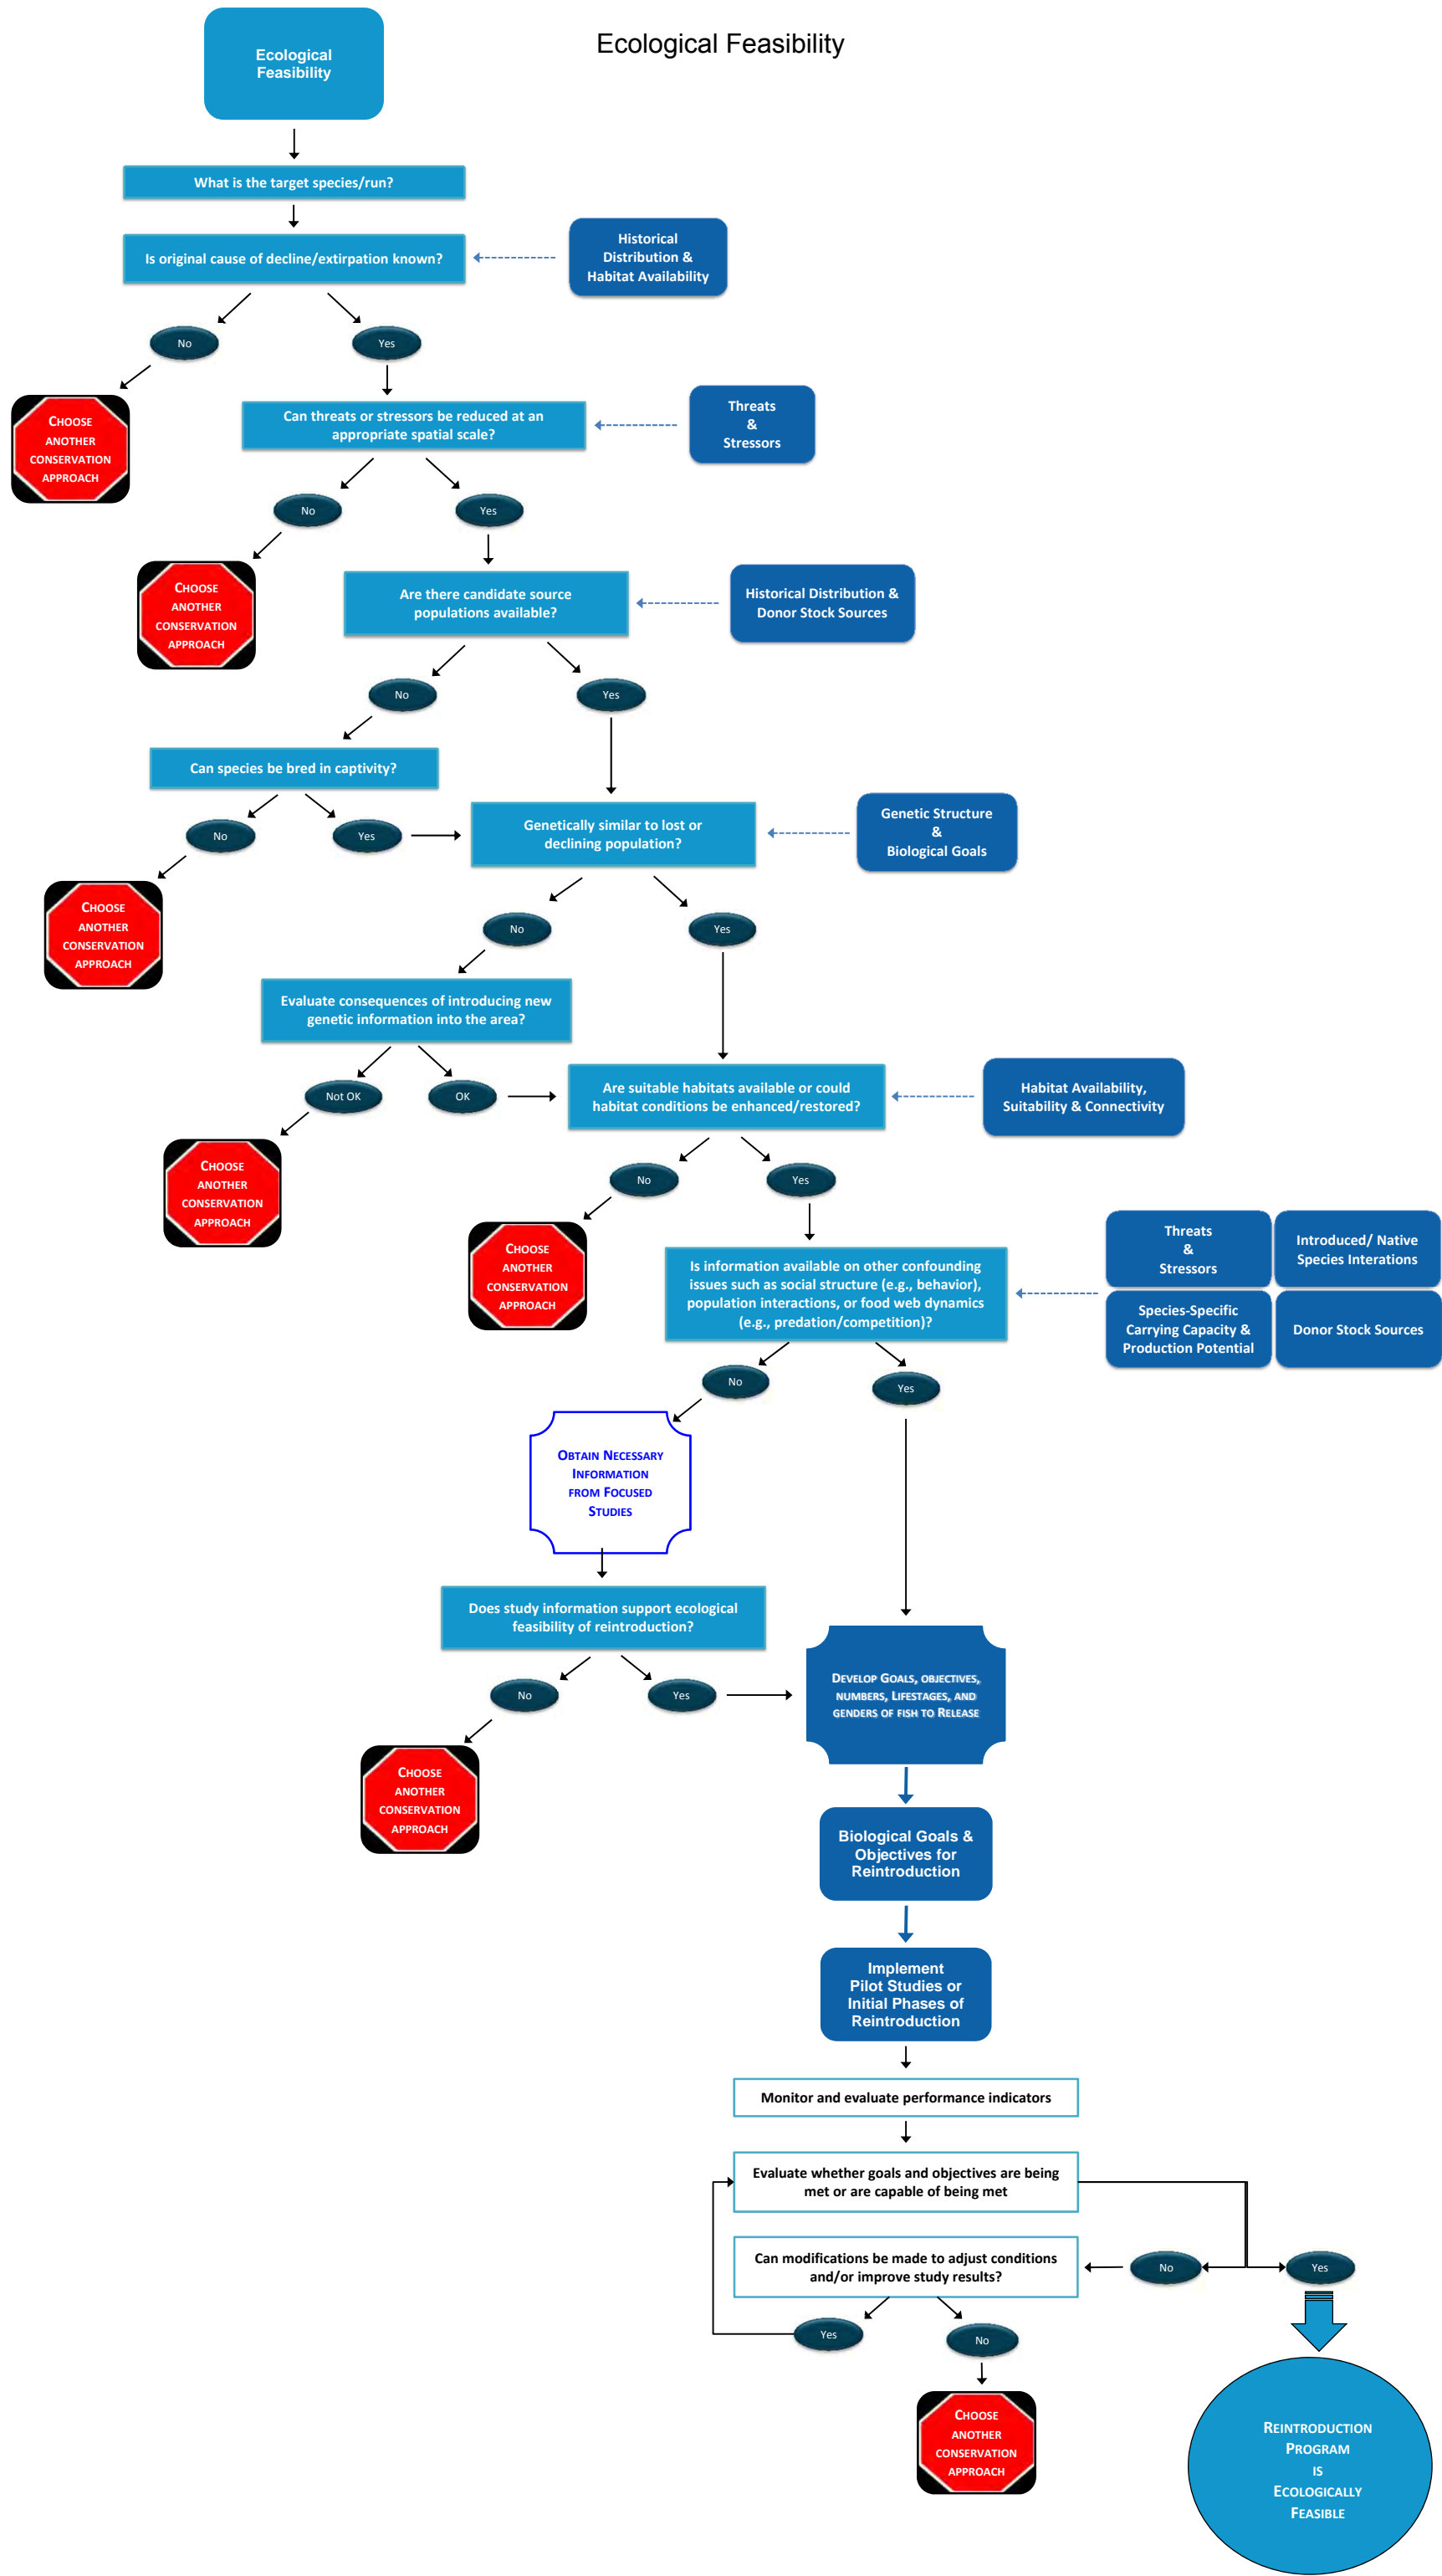 Ecological Feasibility
Ecological
Feasibility
What is the target species/run?
Is original cause of decline/extirpation known?
Historical
Distribution &
Habitat Availability
No
Yes
CHOOSE
ANOTHER
CONSERVATION
APPROACH
Can threats or stressors be reduced at an
appropriate spatial scale?
Threats
&
Stressors
No
Yes
CHOOSE
ANOTHER
CONSERVATION
APPROACH
Are there candidate source
populations available?
Historical Distribution &
Donor Stock Sources
No
Yes
Can species be bred in captivity?
No
Yes
CHOOSE
ANOTHER
CONSERVATION
APPROACH
Genetically similar to lost or
declining population?
Genetic Structure
&
Biological Goals
No
Yes
Evaluate consequences of introducing new
genetic information into the area?
Not OK
OK
CHOOSE
ANOTHER
CONSERVATION
APPROACH
Are suitable habitats available or could
habitat conditions be enhanced/restored?
Habitat Availability,
Suitability & Connectivity
No
Yes
CHOOSE
ANOTHER
CONSERVATION
APPROACH
Is information available on other confounding
issues such as social structure (e.g., behavior),
population interactions, or food web dynamics
(e.g., predation/competition)?
Threats
&
Stressors
Introduced/ Native
Species Interations
Species-Specific
Carrying Capacity &
Production Potential
Donor Stock Sources
No
Yes
OBTAIN NECESSARY
INFORMATION
FROM FOCUSED
STUDIES
Does study information support ecological
feasibility of reintroduction?
No
Yes
CHOOSE
ANOTHER
CONSERVATION
APPROACH
DEVELOP GOALS, OBJECTIVES,
NUMBERS, LIFESTAGES, AND
GENDERS OF FISH TO RELEASE
Biological Goals &
Objectives for
Reintroduction
Implement
Pilot Studies or
Initial Phases of
Reintroduction
Monitor and evaluate performance indicators
Evaluate whether goals and objectives are being
met or are capable of being met
Can modifications be made to adjust conditions
and/or improve study results?
No
Yes
Yes
No
CHOOSE
ANOTHER
CONSERVATION
APPROACH
REINTRODUCTION
PROGRAM
IS
ECOLOGICALLY
FEASIBLE